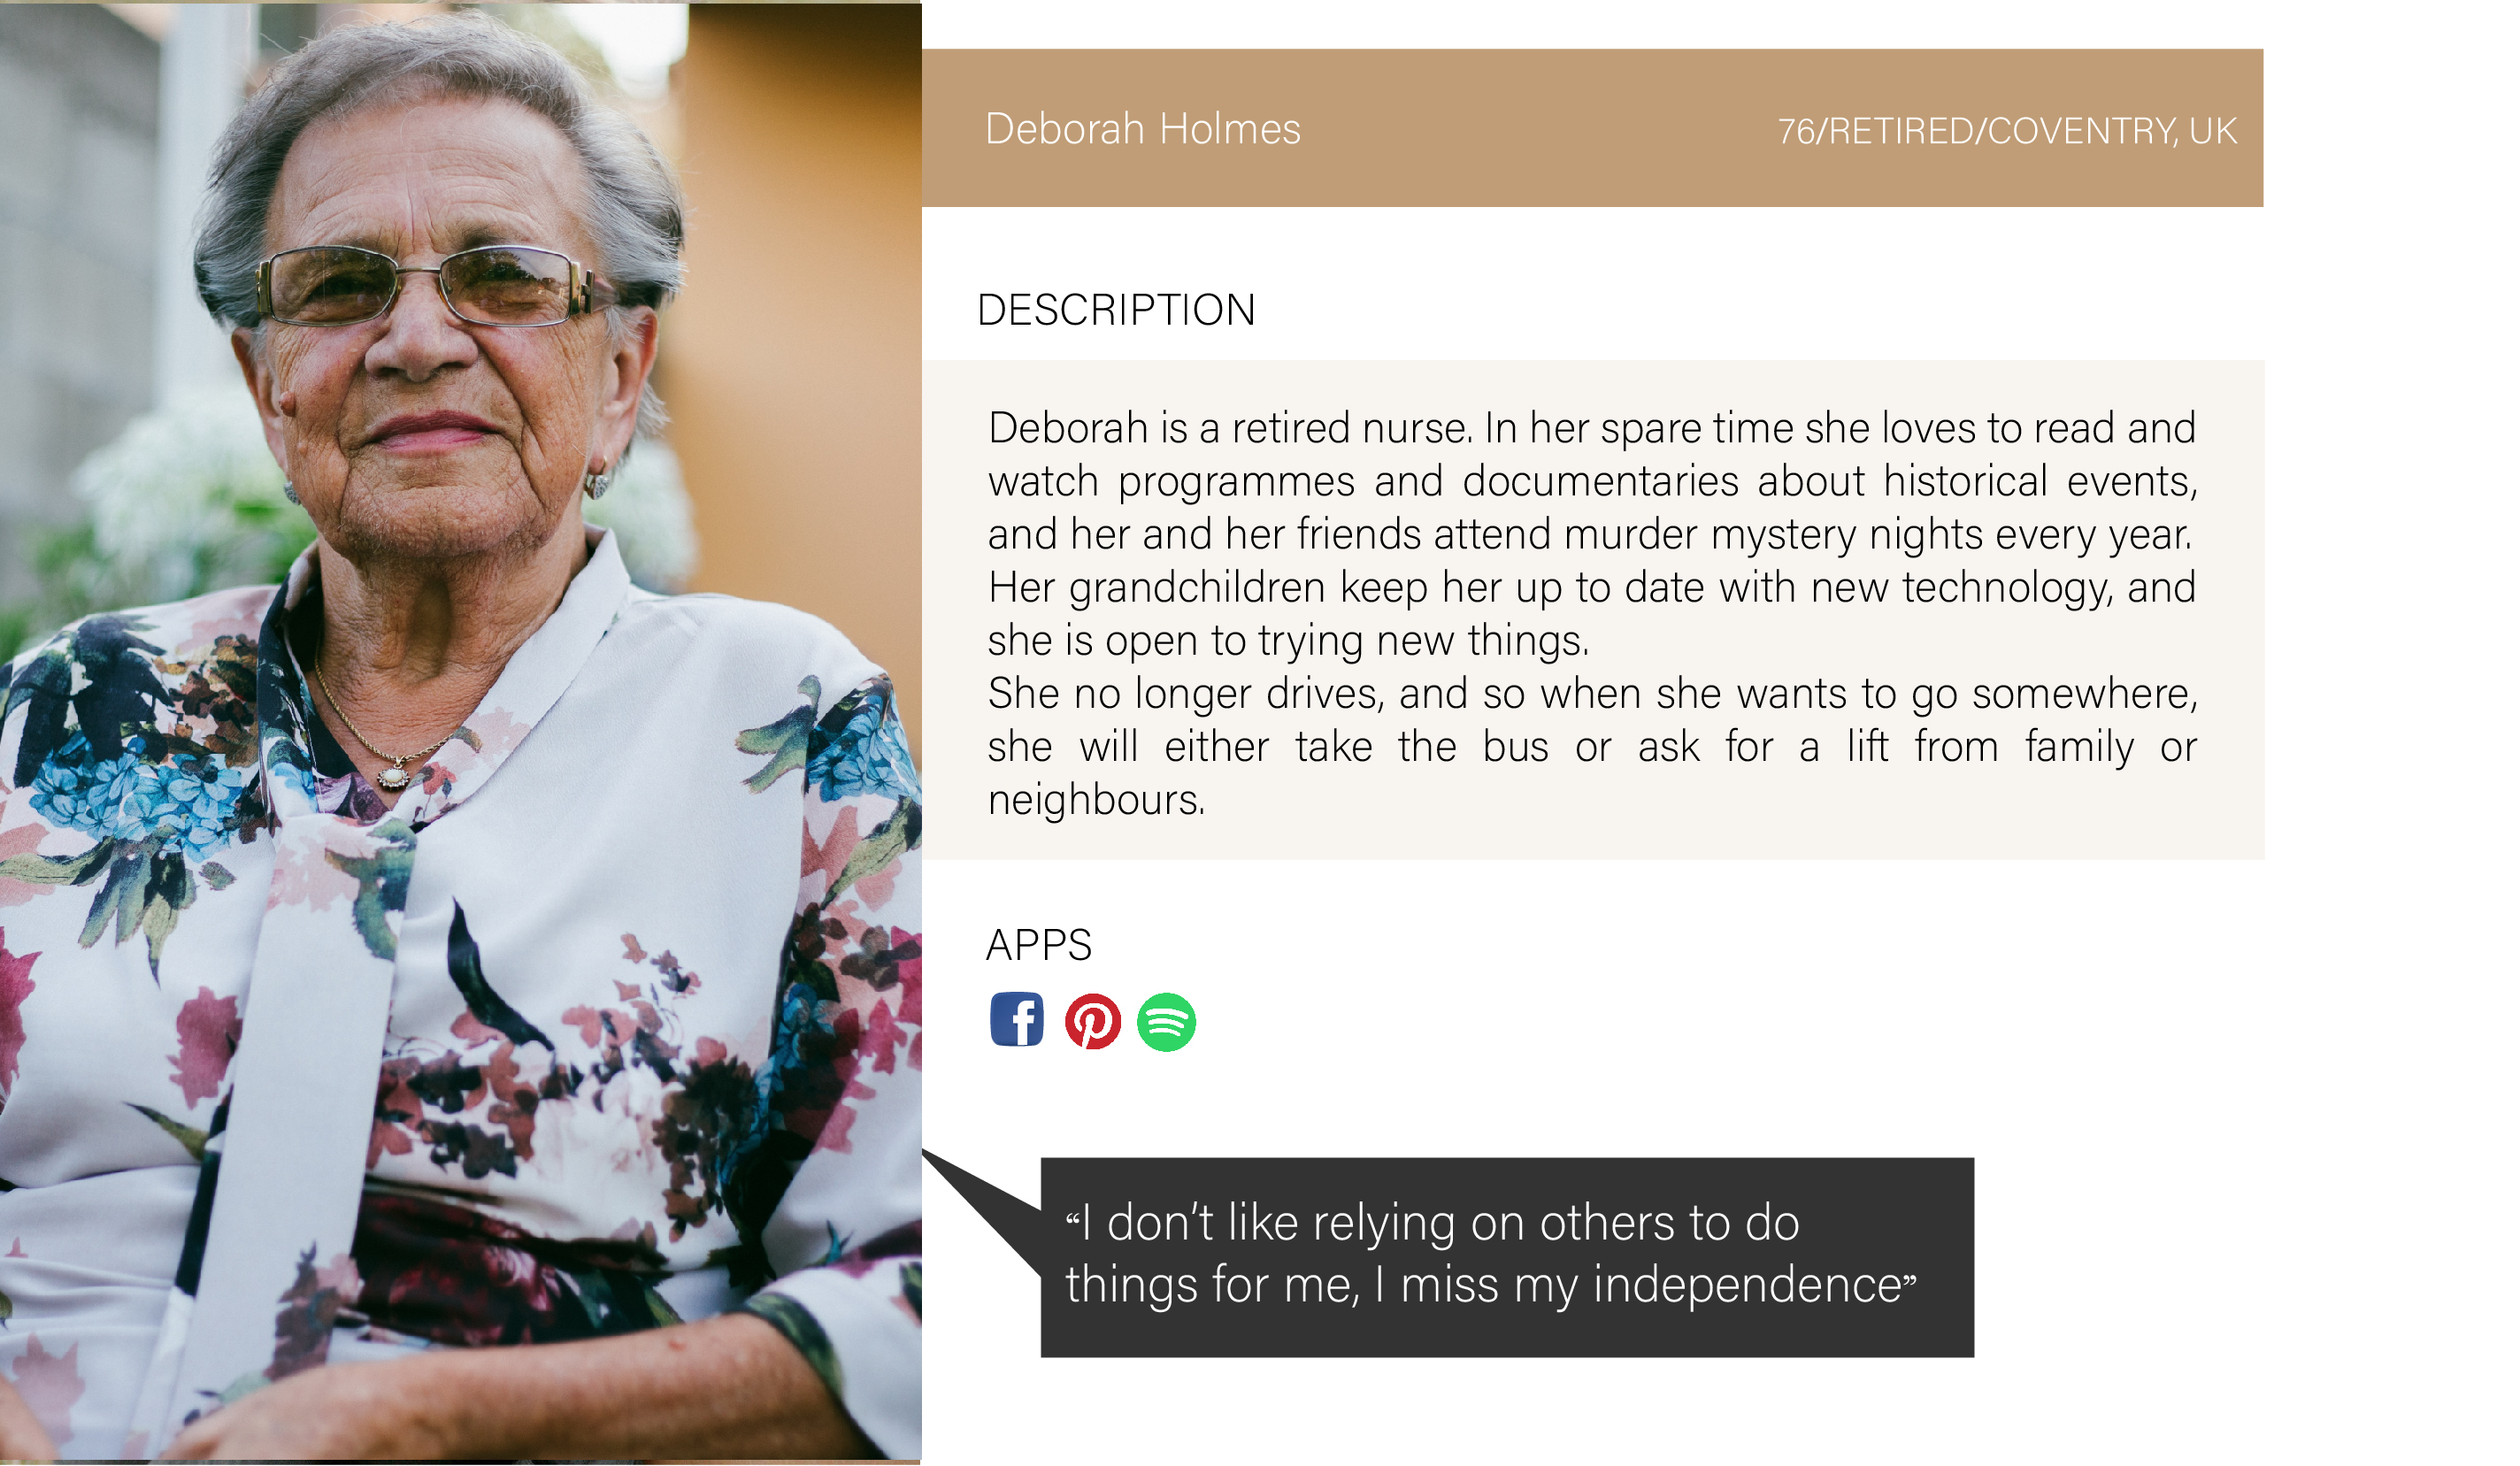 Deborah Holmes
76/RETIRED/COVENTRY, UK
DESCRIPTION
Deborah is a retired nurse. In her spare time she loves to read and
watch programmes and documentaries about historical events,
and her and her friends attend murder mystery nights every year.
Her grandchildren keep her up to date with new technology, and
she is open to trying new things.
She no longer drives, and so when she wants to go somewhere,
she will either take the bus or ask for a lift from family or
neighbours.
APPS
“I don’t like relying on others to do
things for me, I miss my independence”